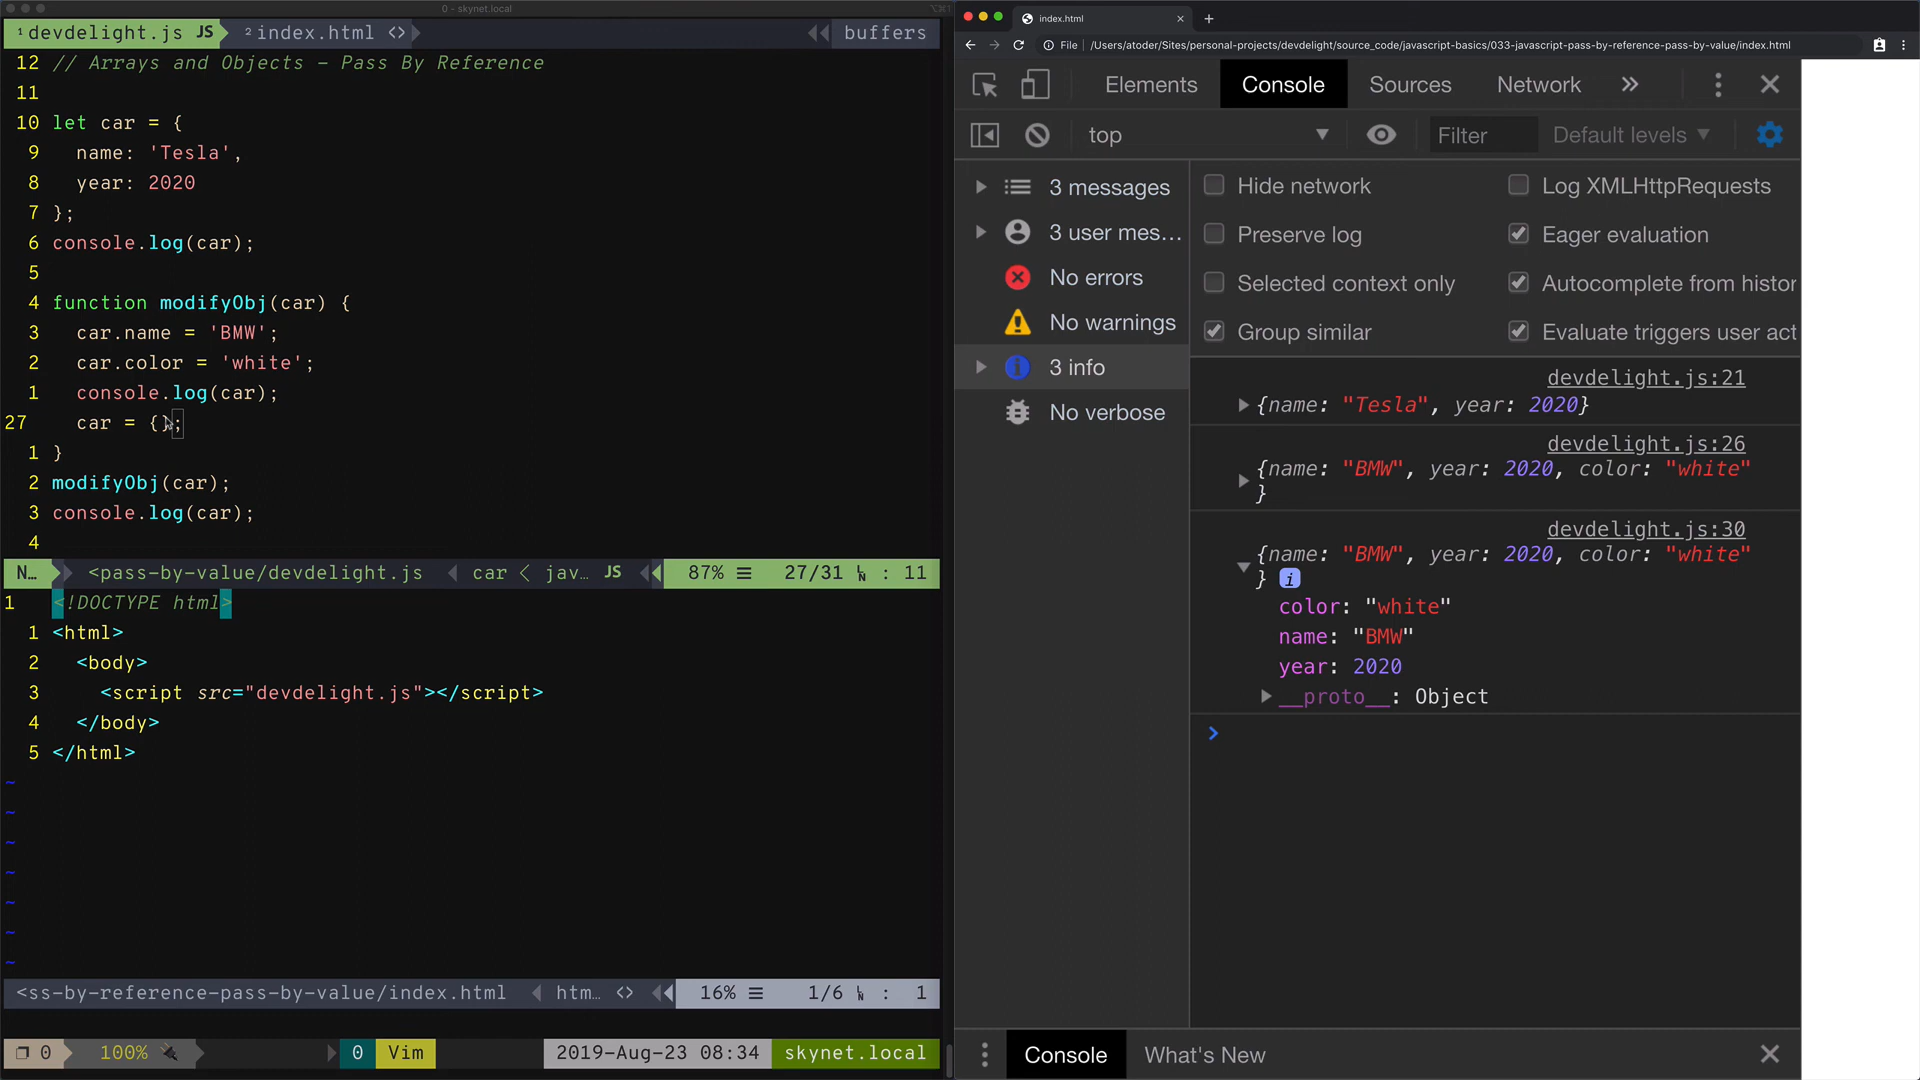 0 - skynet.local
1 devdelight.js JS 2 index.html <> buffers
12 // Arrays and Objects - Pass By Reference
11
10 let car = {
9 name: 'Tesla',
8 year: 2020
7 };
6 console.log(car);
5
4 function modifyObj(car) {
3 car.name = 'BMW';
2 car.color = 'white';
1 console.log(car);
27 car = {};
1 }
2 modifyObj(car);
3 console.log(car);
4
N… <pass-by-value/devdelight.js car < jav… JS 87% ☰ 27/31 : 11
1 <!DOCTYPE html>
1 <html>
2 <body>
3 <script src="devdelight.js"></script>
4 </body>
5 </html>
~
~
~
~
~
~
~
<ss-by-reference-pass-by-value/index.html htm… <> 16% ☰ 1/6 : 1
0 100% 0 Vim 2019-Aug-23 08:34 skynet.local
index.html
File /Users/atoder/Sites/personal-projects/devdelight/source_code/javascript-basics/033-javascript-pass-by-reference-pass-by-value/index.html
Elements Console Sources Network »
top Filter Default levels
3 messages
3 user mes…
No errors
No warnings
3 info
No verbose
Hide network Log XMLHttpRequests
Preserve log Eager evaluation
Selected context only Autocomplete from histor
Group similar Evaluate triggers user act
devdelight.js:21
{name: "Tesla", year: 2020}
devdelight.js:26
{name: "BMW", year: 2020, color: "white"
}
devdelight.js:30
{name: "BMW", year: 2020, color: "white"
} i
color: "white"
name: "BMW"
year: 2020
__proto__: Object
>
Console What's New